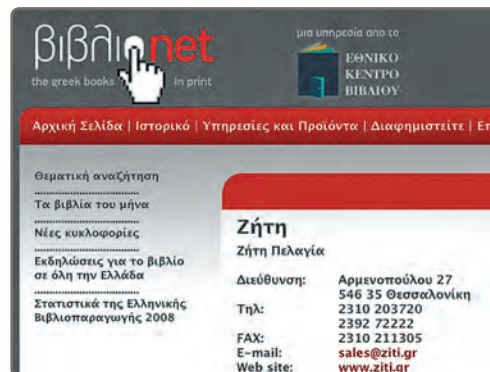 βιβλιοnet
the greek books in print
μια υπηρεσία από το
ΕΘΝΙΚΟ
ΚΕΝΤΡΟ
ΒΙΒΛΙΟΥ
Αρχική Σελίδα | Ιστορικό | Υπηρεσίες και Προϊόντα | Διαφημιστείτε |
Θεματική αναζήτηση
Τα βιβλία του μήνα
Νέες κυκλοφορίες
Εκδηλώσεις για το βιβλίο
σε όλη την Ελλάδα
Στατιστικά της Ελληνικής
Βιβλιοπαραγωγής 2008
Ζήτη
Ζήτη Πελαγία
Διεύθυνση: Αρμενοπούλου 27
546 35 Θεσσαλονίκη
Τηλ: 2310 203720
2392 72222
FAX: 2310 211305
E-mail: sales@ziti.gr
Web site: www.ziti.gr